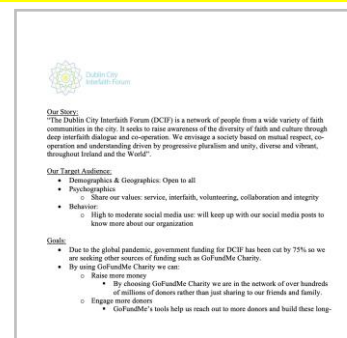 Dublin City
Interfaith Forum
Our Story:
"The Dublin City Interfaith Forum (DCIF) is a network of people from a wide variety of faith
communities in the city. It seeks to raise awareness of the diversity of faith and culture through
deep interfaith dialogue and co-operation. We envisage a society based on mutual respect, co-
operation and understanding driven by progressive pluralism and unity, diverse and vibrant,
throughout Ireland and the World".
Our Target Audience:
• Demographics & Geographics: Open to all
• Psychographics
o Share our values: service, interfaith, volunteering, collaboration and integrity
• Behavior:
o High to moderate social media use: will keep up with our social media posts to
know more about our organization
Goals:
• Due to the global pandemic, government funding for DCIF has been cut by 75% so we
are seeking other sources of funding such as GoFundMe Charity.
• By using GoFundMe Charity we can:
o Raise more money
▪ By choosing GoFundMe Charity we are in the network of over hundreds
of millions of donors rather than just sharing to our friends and family.
o Engage more donors
▪ GoFundMe's tools help us reach out to more donors and build these long-